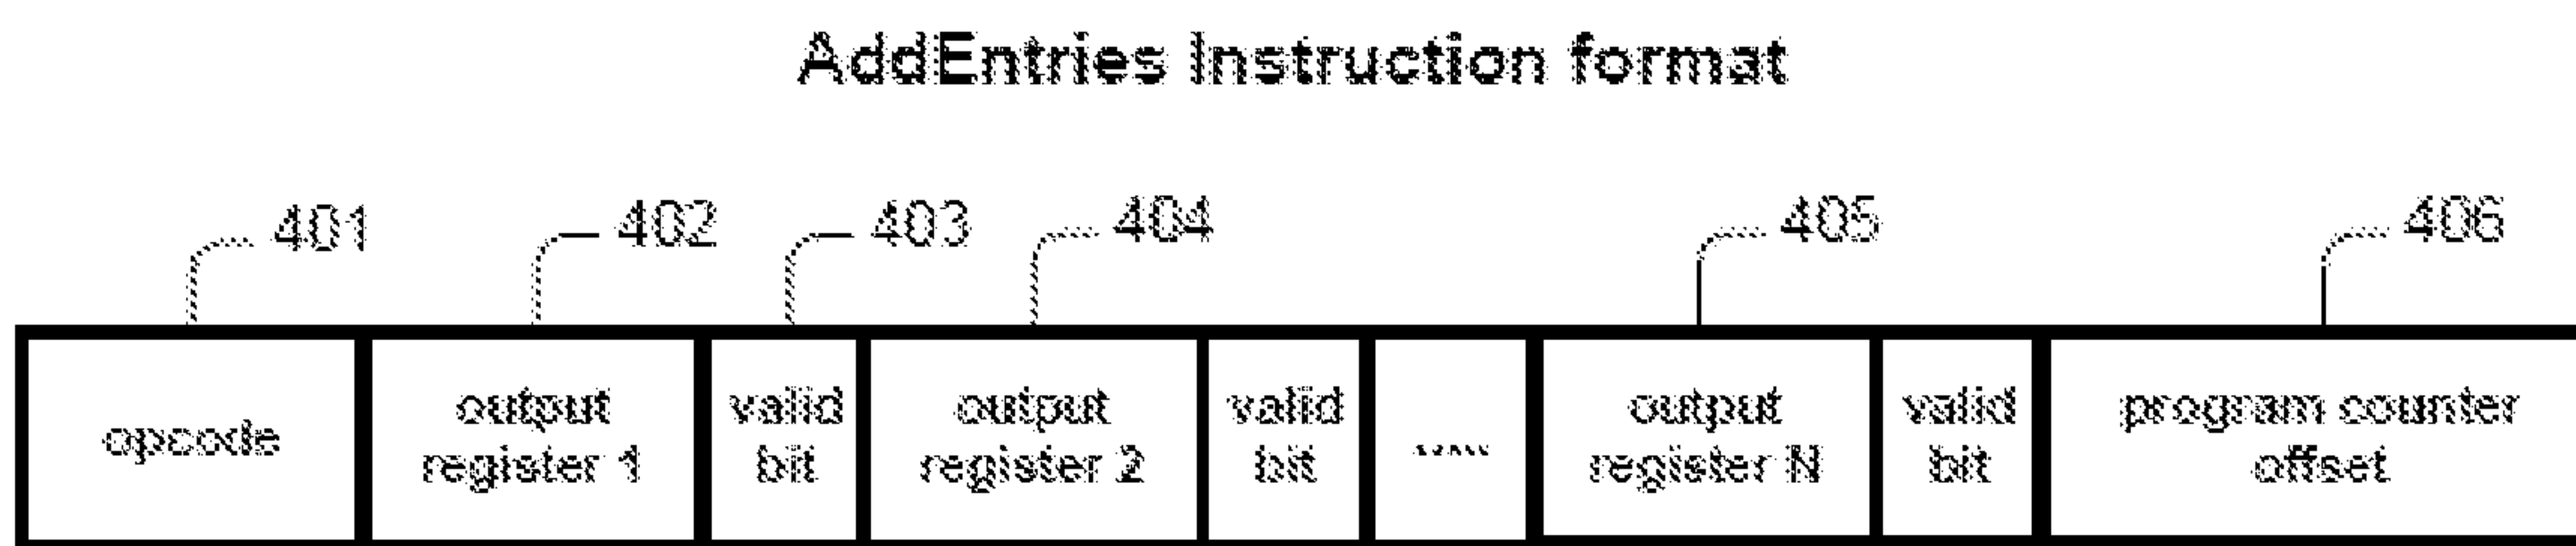 AddEntries Instruction format
401 402 403 404 405 406
opcode
output
register 1
valid
bit
output
register 2
valid
bit
.....
output
register N
valid
bit
program counter
offset